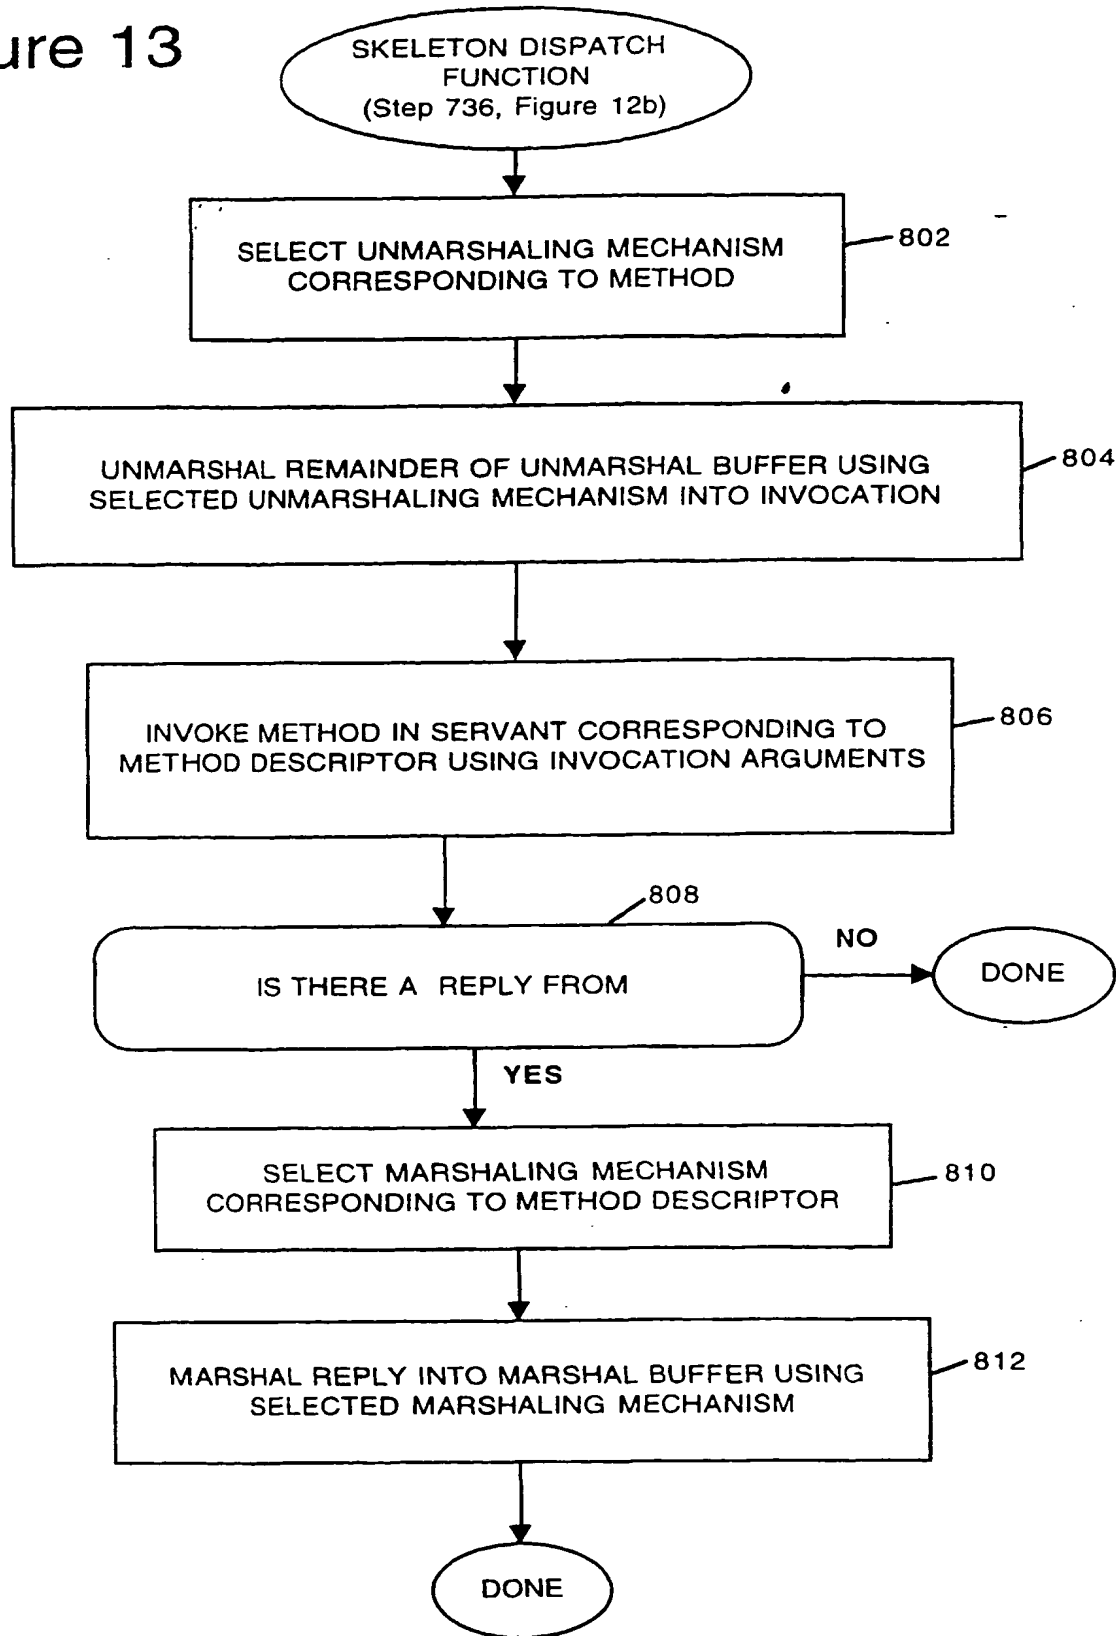 ure 13
SKELETON DISPATCH
FUNCTION
(Step 736, Figure 12b)
SELECT UNMARSHALING MECHANISM
CORRESPONDING TO METHOD
802
UNMARSHAL REMAINDER OF UNMARSHAL BUFFER USING
SELECTED UNMARSHALING MECHANISM INTO INVOCATION
804
INVOKE METHOD IN SERVANT CORRESPONDING TO
METHOD DESCRIPTOR USING INVOCATION ARGUMENTS
806
808
IS THERE A REPLY FROM
NO
DONE
YES
SELECT MARSHALING MECHANISM
CORRESPONDING TO METHOD DESCRIPTOR
810
MARSHAL REPLY INTO MARSHAL BUFFER USING
SELECTED MARSHALING MECHANISM
812
DONE